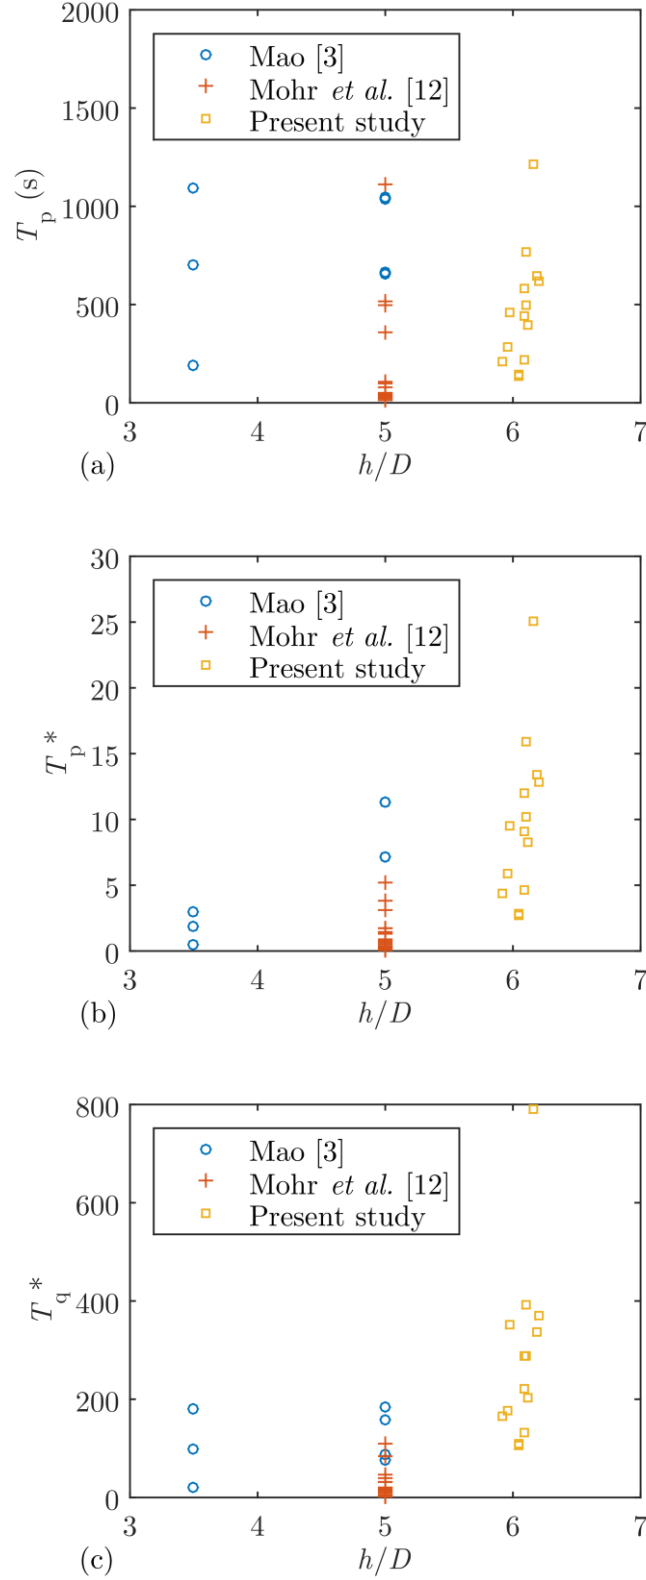 2000
1500
1000
500
0
T_p (s)
Mao [3]
Mohr et al. [12]
Present study
3 4 5 6 7
(a)
h/D
30
25
20
15
10
5
0
T_p*
Mao [3]
Mohr et al. [12]
Present study
3 4 5 6 7
(b)
h/D
800
600
400
200
0
T_q*
Mao [3]
Mohr et al. [12]
Present study
3 4 5 6 7
(c)
h/D